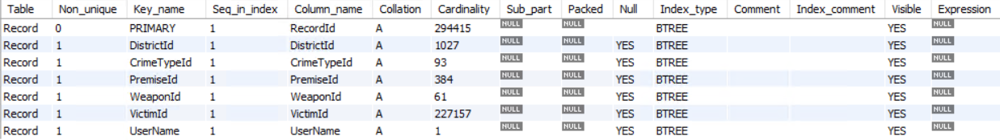 Table Non_unique Key_name Seq_in_index Column_name Collation Cardinality Sub_part Packed Null Index_type Comment Index_comment Visible Expression
Record 0 PRIMARY 1 RecordId A 294415 NULL NULL BTREE YES NULL
Record 1 DistrictId 1 DistrictId A 1027 NULL NULL YES BTREE YES NULL
Record 1 CrimeTypeId 1 CrimeTypeId A 93 NULL NULL YES BTREE YES NULL
Record 1 PremiseId 1 PremiseId A 384 NULL NULL YES BTREE YES NULL
Record 1 WeaponId 1 WeaponId A 61 NULL NULL YES BTREE YES NULL
Record 1 VictimId 1 VictimId A 227157 NULL NULL YES BTREE YES NULL
Record 1 UserName 1 UserName A 1 NULL NULL YES BTREE YES NULL